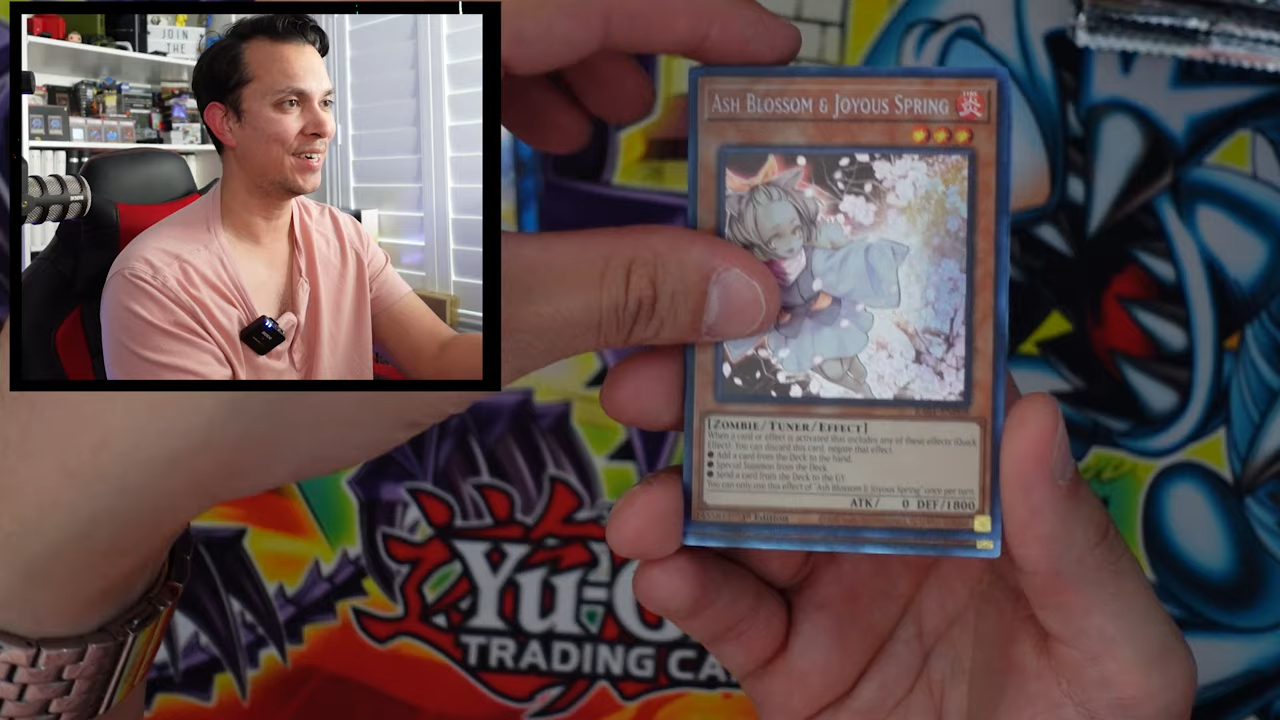 JOIN
THE
ASH BLOSSOM & JOYOUS SPRING
炎
[ZOMBIE/TUNER/EFFECT]
When a card or effect is activated that includes any of these effects (Quick
Effect): You can discard this card; negate that effect.
● Add a card from the Deck to the hand.
● Special Summon from the Deck.
● Send a card from the Deck to the GY.
You can only use this effect of "Ash Blossom & Joyous Spring" once per turn.
ATK/ 0 DEF/1800
1st Edition
Yu-G
TRADING CA